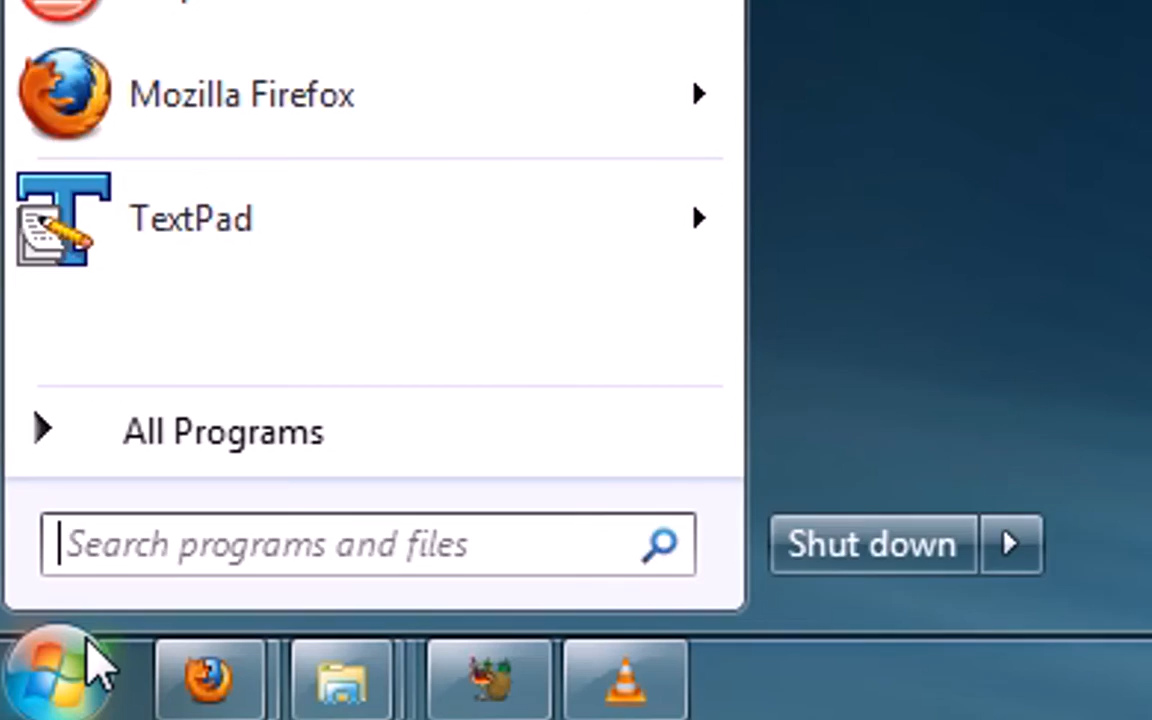 Mozilla Firefox
TextPad
All Programs
Search programs and files
Shut down